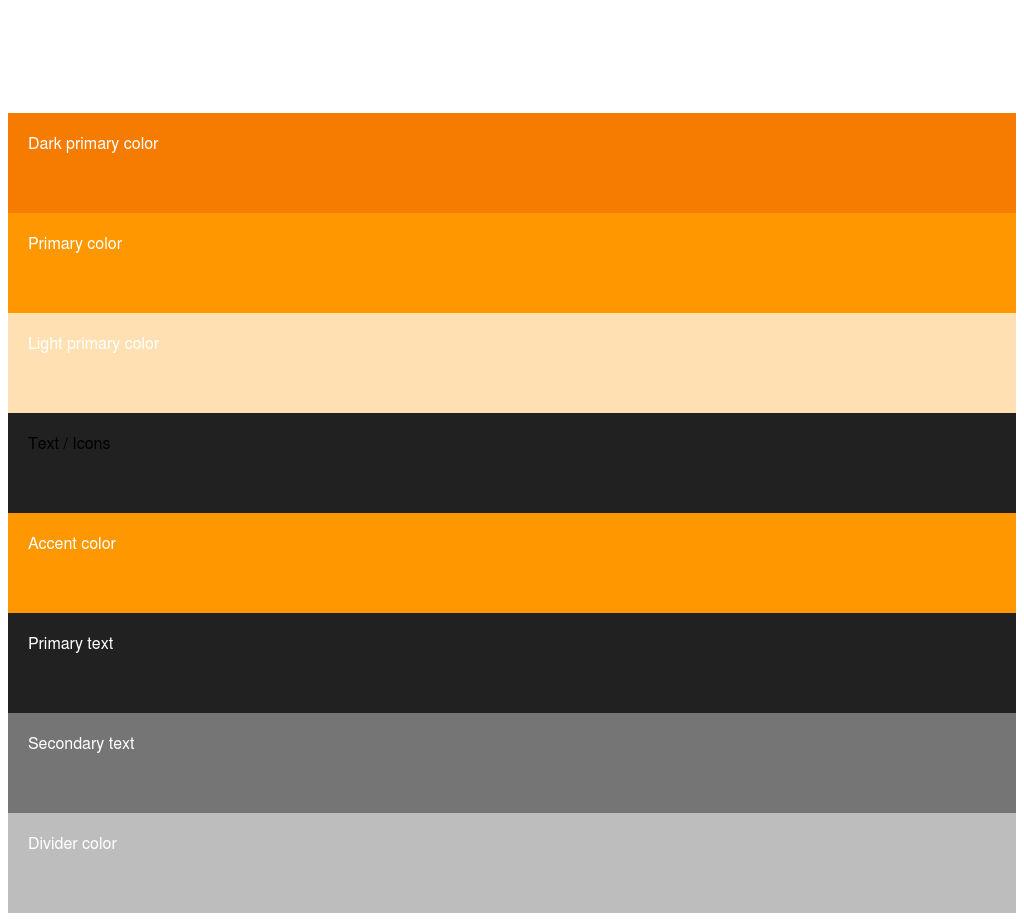 Dark primary color
Primary color
Light primary color
Text / Icons
Accent color
Primary text
Secondary text
Divider color